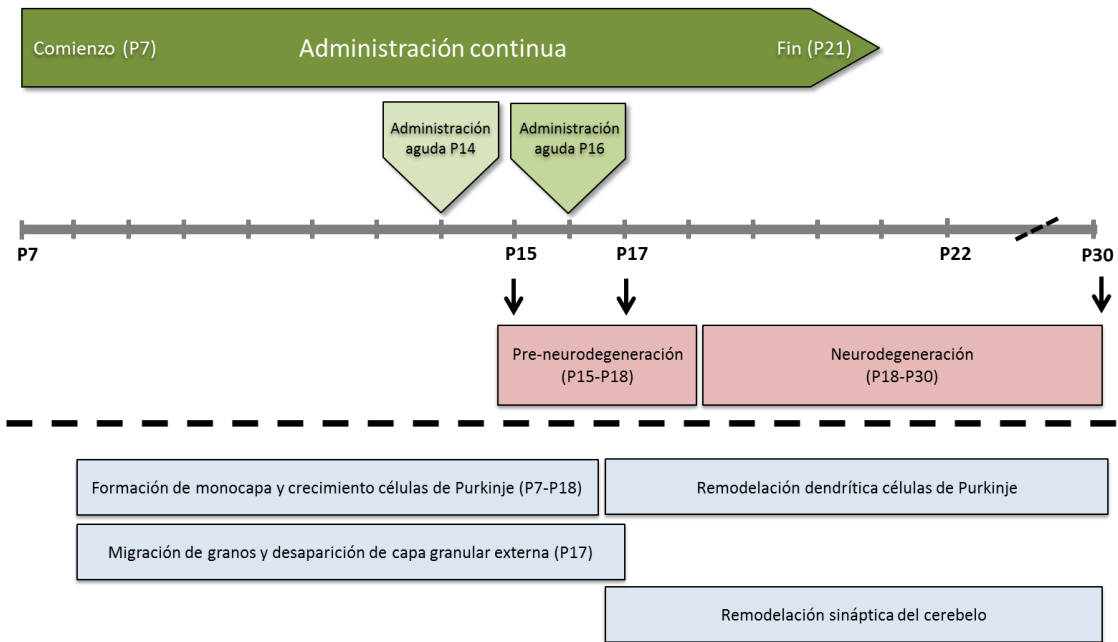 Comienzo (P7)
Administración continua
Fin (P21)
Administración
aguda P14
Administración
aguda P16
P7
P15
P17
P22
P30
Pre-neurodegeneración
(P15-P18)
Neurodegeneración
(P18-P30)
Formación de monocapa y crecimiento células de Purkinje (P7-P18)
Remodelación dendrítica células de Purkinje
Migración de granos y desaparición de capa granular externa (P17)
Remodelación sináptica del cerebelo